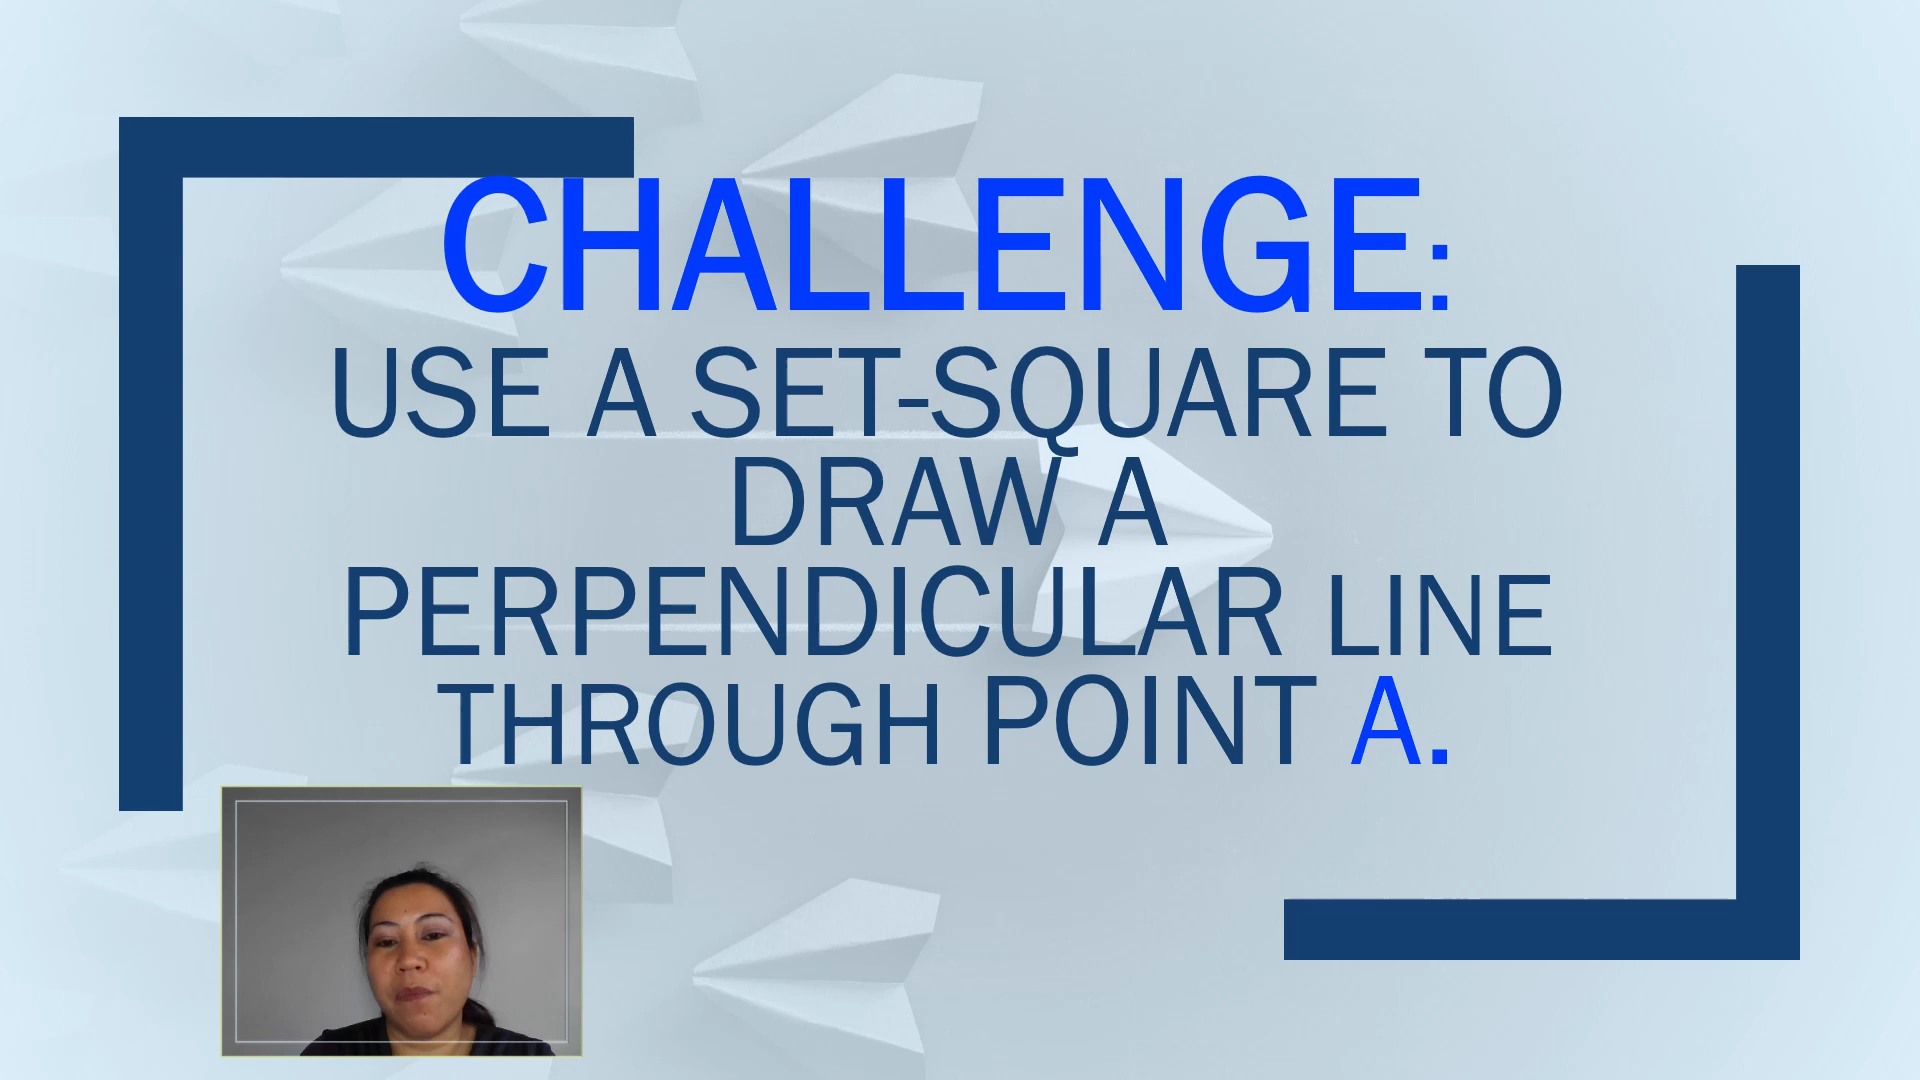 CHALLENGE:
USE A SET-SQUARE TO
DRAW A
PERPENDICULAR LINE
THROUGH POINT A.